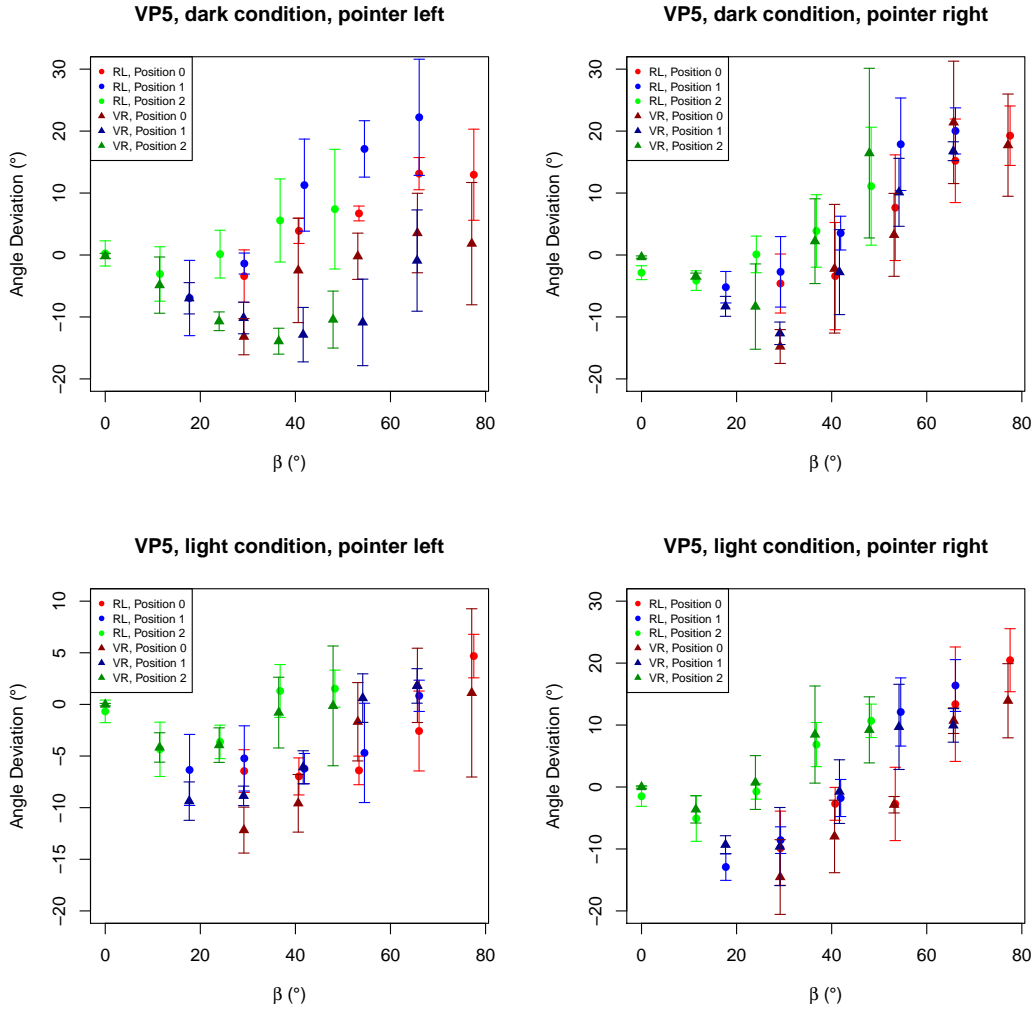 VP5, dark condition, pointer left
30
20
10
0
−10
−20
Angle Deviation (°)
RL, Position 0
RL, Position 1
RL, Position 2
VR, Position 0
VR, Position 1
VR, Position 2
0 20 40 60 80
β (°)
VP5, dark condition, pointer right
30
20
10
0
−10
−20
Angle Deviation (°)
RL, Position 0
RL, Position 1
RL, Position 2
VR, Position 0
VR, Position 1
VR, Position 2
0 20 40 60 80
β (°)
VP5, light condition, pointer left
10
5
0
−5
−10
−15
−20
Angle Deviation (°)
RL, Position 0
RL, Position 1
RL, Position 2
VR, Position 0
VR, Position 1
VR, Position 2
0 20 40 60 80
β (°)
VP5, light condition, pointer right
30
20
10
0
−10
−20
Angle Deviation (°)
RL, Position 0
RL, Position 1
RL, Position 2
VR, Position 0
VR, Position 1
VR, Position 2
0 20 40 60 80
β (°)